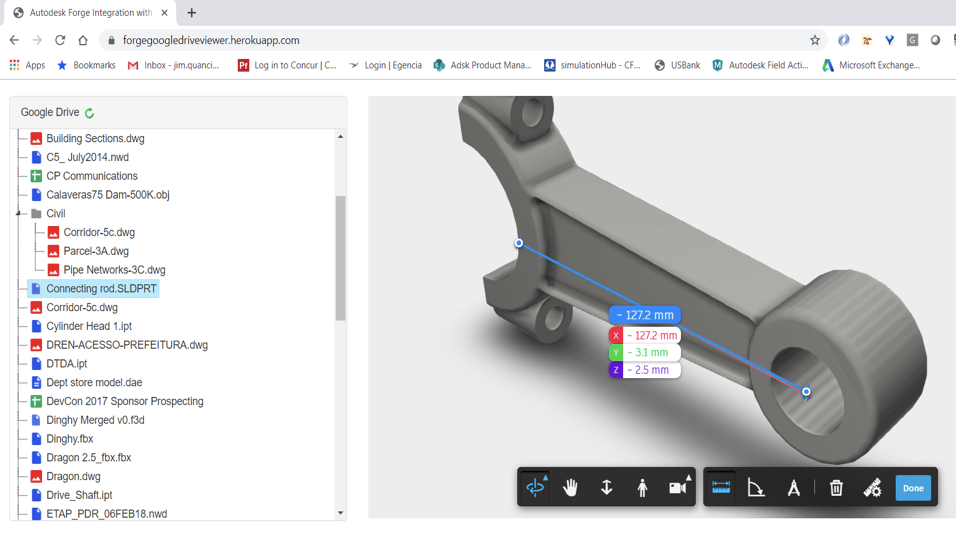 Autodesk Forge Integration with
forgegoogledriveviewer.herokuapp.com
Apps Bookmarks Inbox - jim.quanci... Log in to Concur | C... Login | Egencia Adsk Product Mana... simulationHub - CF... USBank Autodesk Field Acti... Microsoft Exchange...
Google Drive
Building Sections.dwg
C5_ July2014.nwd
CP Communications
Calaveras75 Dam-500K.obj
Civil
Corridor-5c.dwg
Parcel-3A.dwg
Pipe Networks-3C.dwg
Connecting rod.SLDPRT
Corridor-5c.dwg
Cylinder Head 1.ipt
DREN-ACESSO-PREFEITURA.dwg
DTDA.ipt
Dept store model.dae
DevCon 2017 Sponsor Prospecting
Dinghy Merged v0.f3d
Dinghy.fbx
Dragon 2.5_fbx.fbx
Dragon.dwg
Drive_Shaft.ipt
ETAP_PDR_06FEB18.nwd
~ 127.2 mm
X ~ 127.2 mm
Y ~ 3.1 mm
Z ~ 2.5 mm
Done